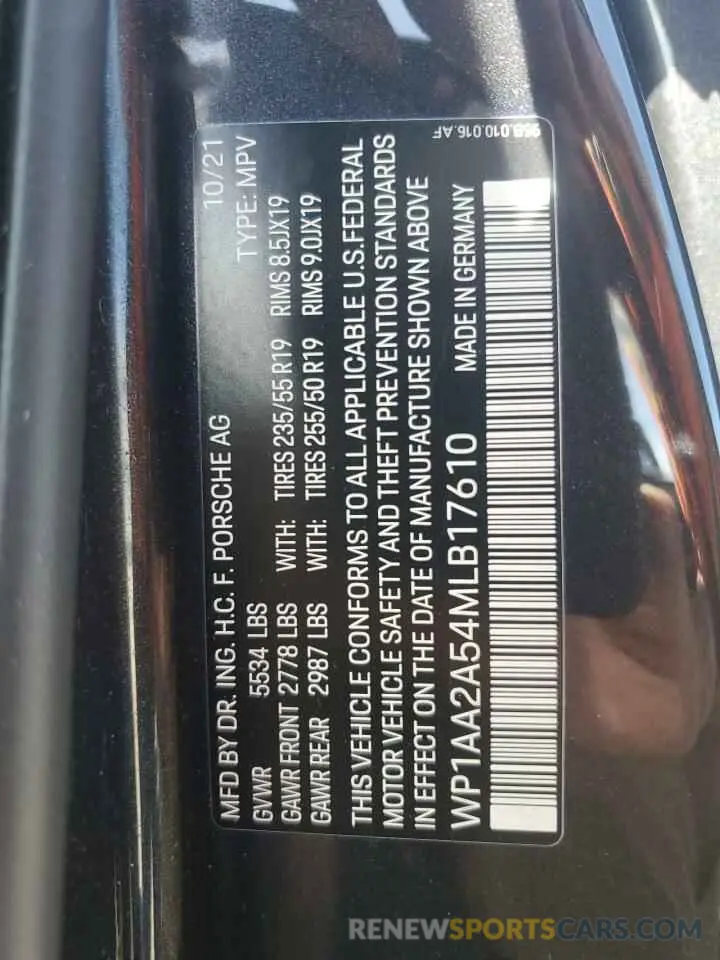 MFD BY DR. ING. H.C. F. PORSCHE AG 10/21
GVWR 5534 LBS TYPE: MPV
GAWR FRONT 2778 LBS WITH: TIRES 235/55 R19 RIMS 8.5JX19
GAWR REAR 2987 LBS WITH: TIRES 255/50 R19 RIMS 9.0JX19
THIS VEHICLE CONFORMS TO ALL APPLICABLE U.S. FEDERAL
MOTOR VEHICLE SAFETY AND THEFT PREVENTION STANDARDS
IN EFFECT ON THE DATE OF MANUFACTURE SHOWN ABOVE
WP1AA2A54MLB17610 MADE IN GERMANY
95B.010.016.AF
RENEWSPORTSCARS.COM